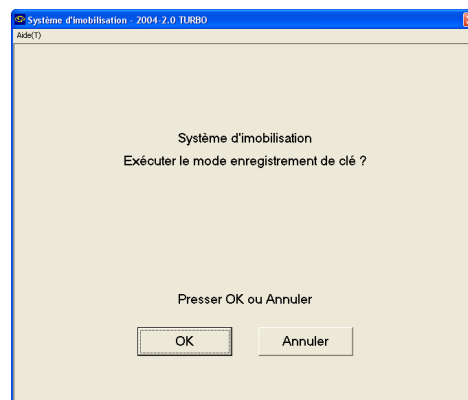 Système d'imobilisation - 2004-2.0 TURBO
Aide(T)
Système d'imobilisation
Exécuter le mode enregistrement de clé ?
Presser OK ou Annuler
OK
Annuler